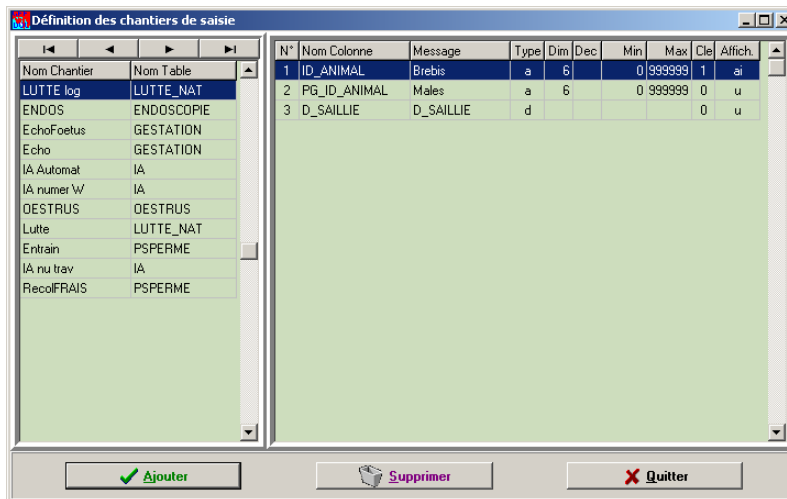 Définition des chantiers de saisie
Nom Chantier Nom Table
LUTTE log LUTTE_NAT
ENDOS ENDOSCOPIE
EchoFoetus GESTATION
Echo GESTATION
IA Automat IA
IA numer W IA
OESTRUS OESTRUS
Lutte LUTTE_NAT
Entrain PSPERME
IA nu trav IA
RecolFRAIS PSPERME
N° Nom Colonne Message Type Dim Dec Min Max Cle Affich.
1 ID_ANIMAL Brebis a 6 0 999999 1 ai
2 PG_ID_ANIMAL Males a 6 0 999999 0 u
3 D_SAILLIE D_SAILLIE d 0 u
Ajouter Supprimer Quitter